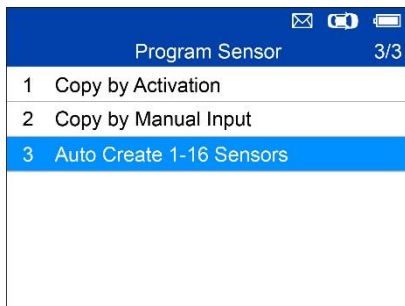 Program Sensor 3/3
1 Copy by Activation
2 Copy by Manual Input
3 Auto Create 1-16 Sensors